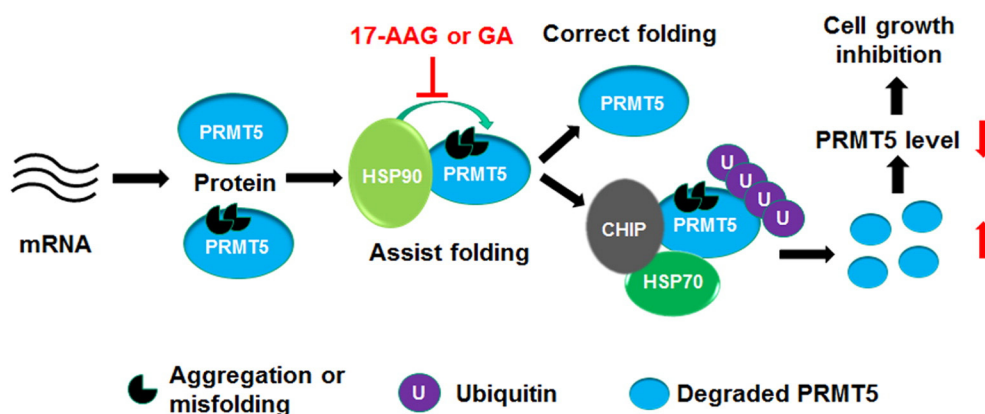 17-AAG or GA
Correct folding
Cell growth
inhibition
PRMT5
PRMT5
PRMT5 level
Protein
HSP90
PRMT5
U
U
U
U
mRNA
PRMT5
Assist folding
CHIP
PRMT5
HSP70
Aggregation or
misfolding
U
Ubiquitin
Degraded PRMT5